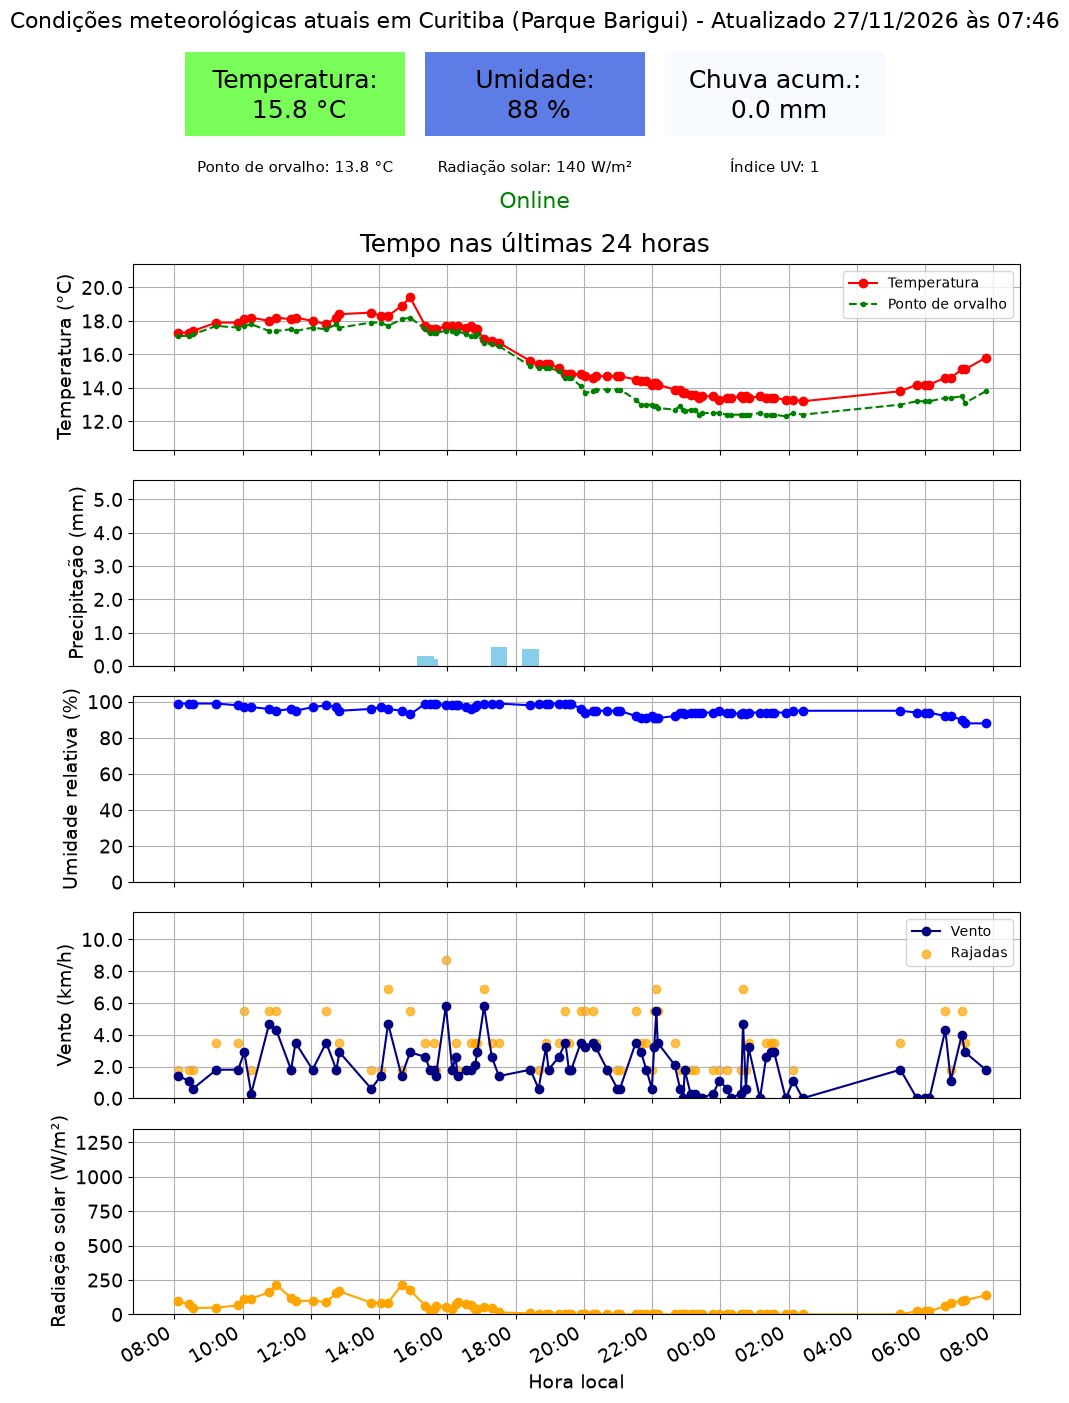 Condições meteorológicas atuais em Curitiba (Parque Barigui) - Atualizado 27/11/2026 às 07:46
Temperatura:
15.8 °C
Umidade:
88 %
Chuva acum.:
0.0 mm
Ponto de orvalho: 13.8 °C
Radiação solar: 140 W/m²
Índice UV: 1
Online
Tempo nas últimas 24 horas
Temperatura (°C)
20.0
18.0
16.0
14.0
12.0
Temperatura
Ponto de orvalho
Precipitação (mm)
5.0
4.0
3.0
2.0
1.0
0.0
Umidade relativa (%)
100
80
60
40
20
0
Vento (km/h)
10.0
8.0
6.0
4.0
2.0
0.0
Vento
Rajadas
Radiação solar (W/m²)
1250
1000
750
500
250
0
08:00
10:00
12:00
14:00
16:00
18:00
20:00
22:00
00:00
02:00
04:00
06:00
08:00
Hora local